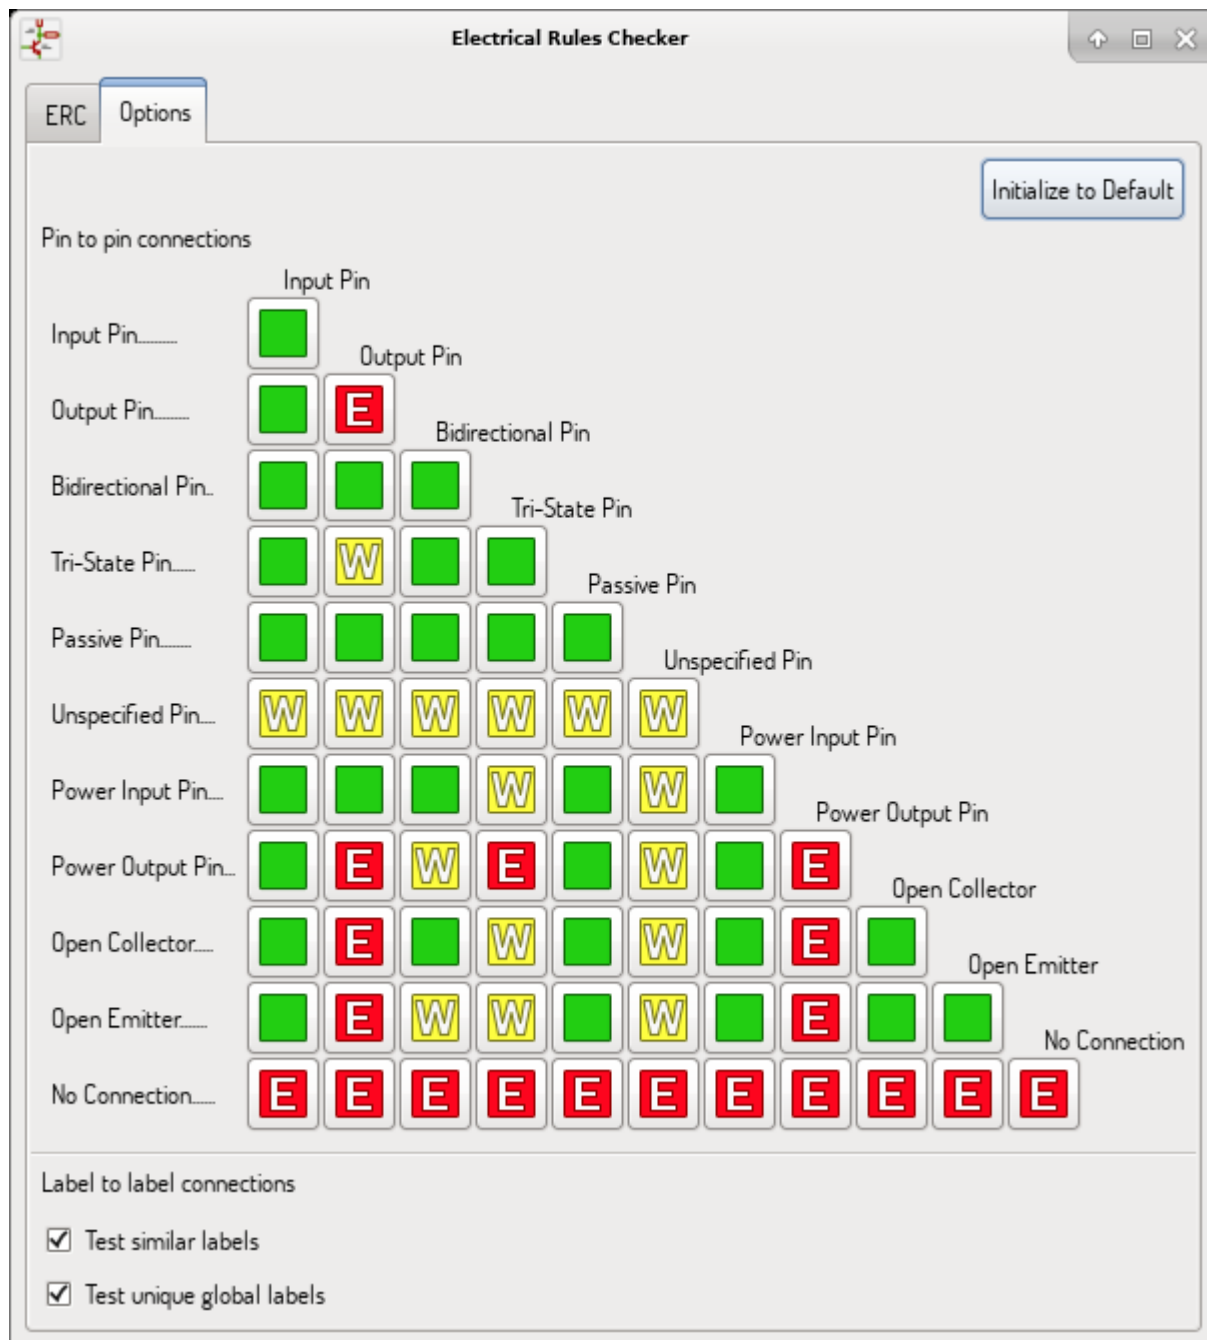 Electrical Rules Checker
ERC Options
Initialize to Default
Pin to pin connections
Input Pin
Input Pin..........
Output Pin
Output Pin......... E
Bidirectional Pin
Bidirectional Pin..
Tri-State Pin
Tri-State Pin...... W
Passive Pin
Passive Pin........
Unspecified Pin
Unspecified Pin.... W W W W W W
Power Input Pin
Power Input Pin.... W W
Power Output Pin
Power Output Pin... E W E W E
Open Collector
Open Collector..... E W W E
Open Emitter
Open Emitter....... E W W W E
No Connection
No Connection...... E E E E E E E E E E E
Label to label connections
Test similar labels
Test unique global labels